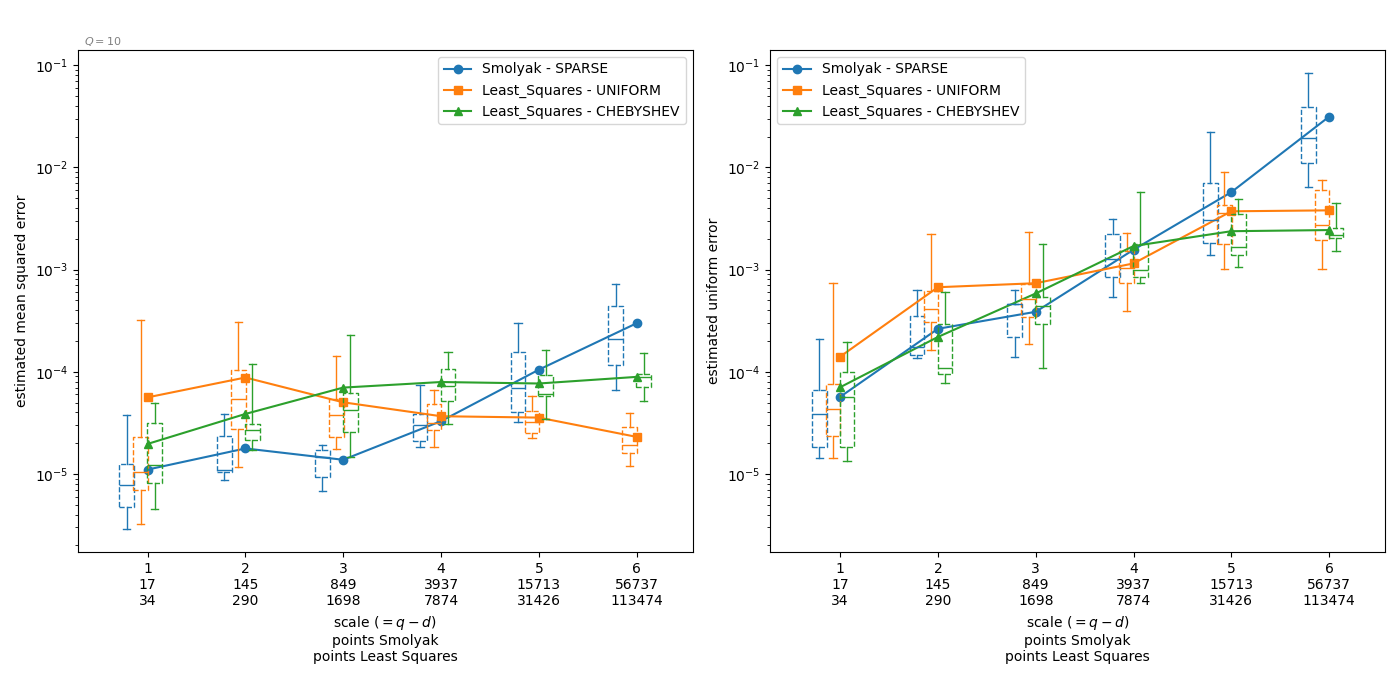 Q = 10
estimated mean squared error
10⁻¹
10⁻²
10⁻³
10⁻⁴
10⁻⁵
Smolyak - SPARSE
Least_Squares - UNIFORM
Least_Squares - CHEBYSHEV
1 2 3 4 5 6
17 145 849 3937 15713 56737
34 290 1698 7874 31426 113474
scale (= q − d)
points Smolyak
points Least Squares
estimated uniform error
10⁻¹
10⁻²
10⁻³
10⁻⁴
10⁻⁵
Smolyak - SPARSE
Least_Squares - UNIFORM
Least_Squares - CHEBYSHEV
1 2 3 4 5 6
17 145 849 3937 15713 56737
34 290 1698 7874 31426 113474
scale (= q − d)
points Smolyak
points Least Squares